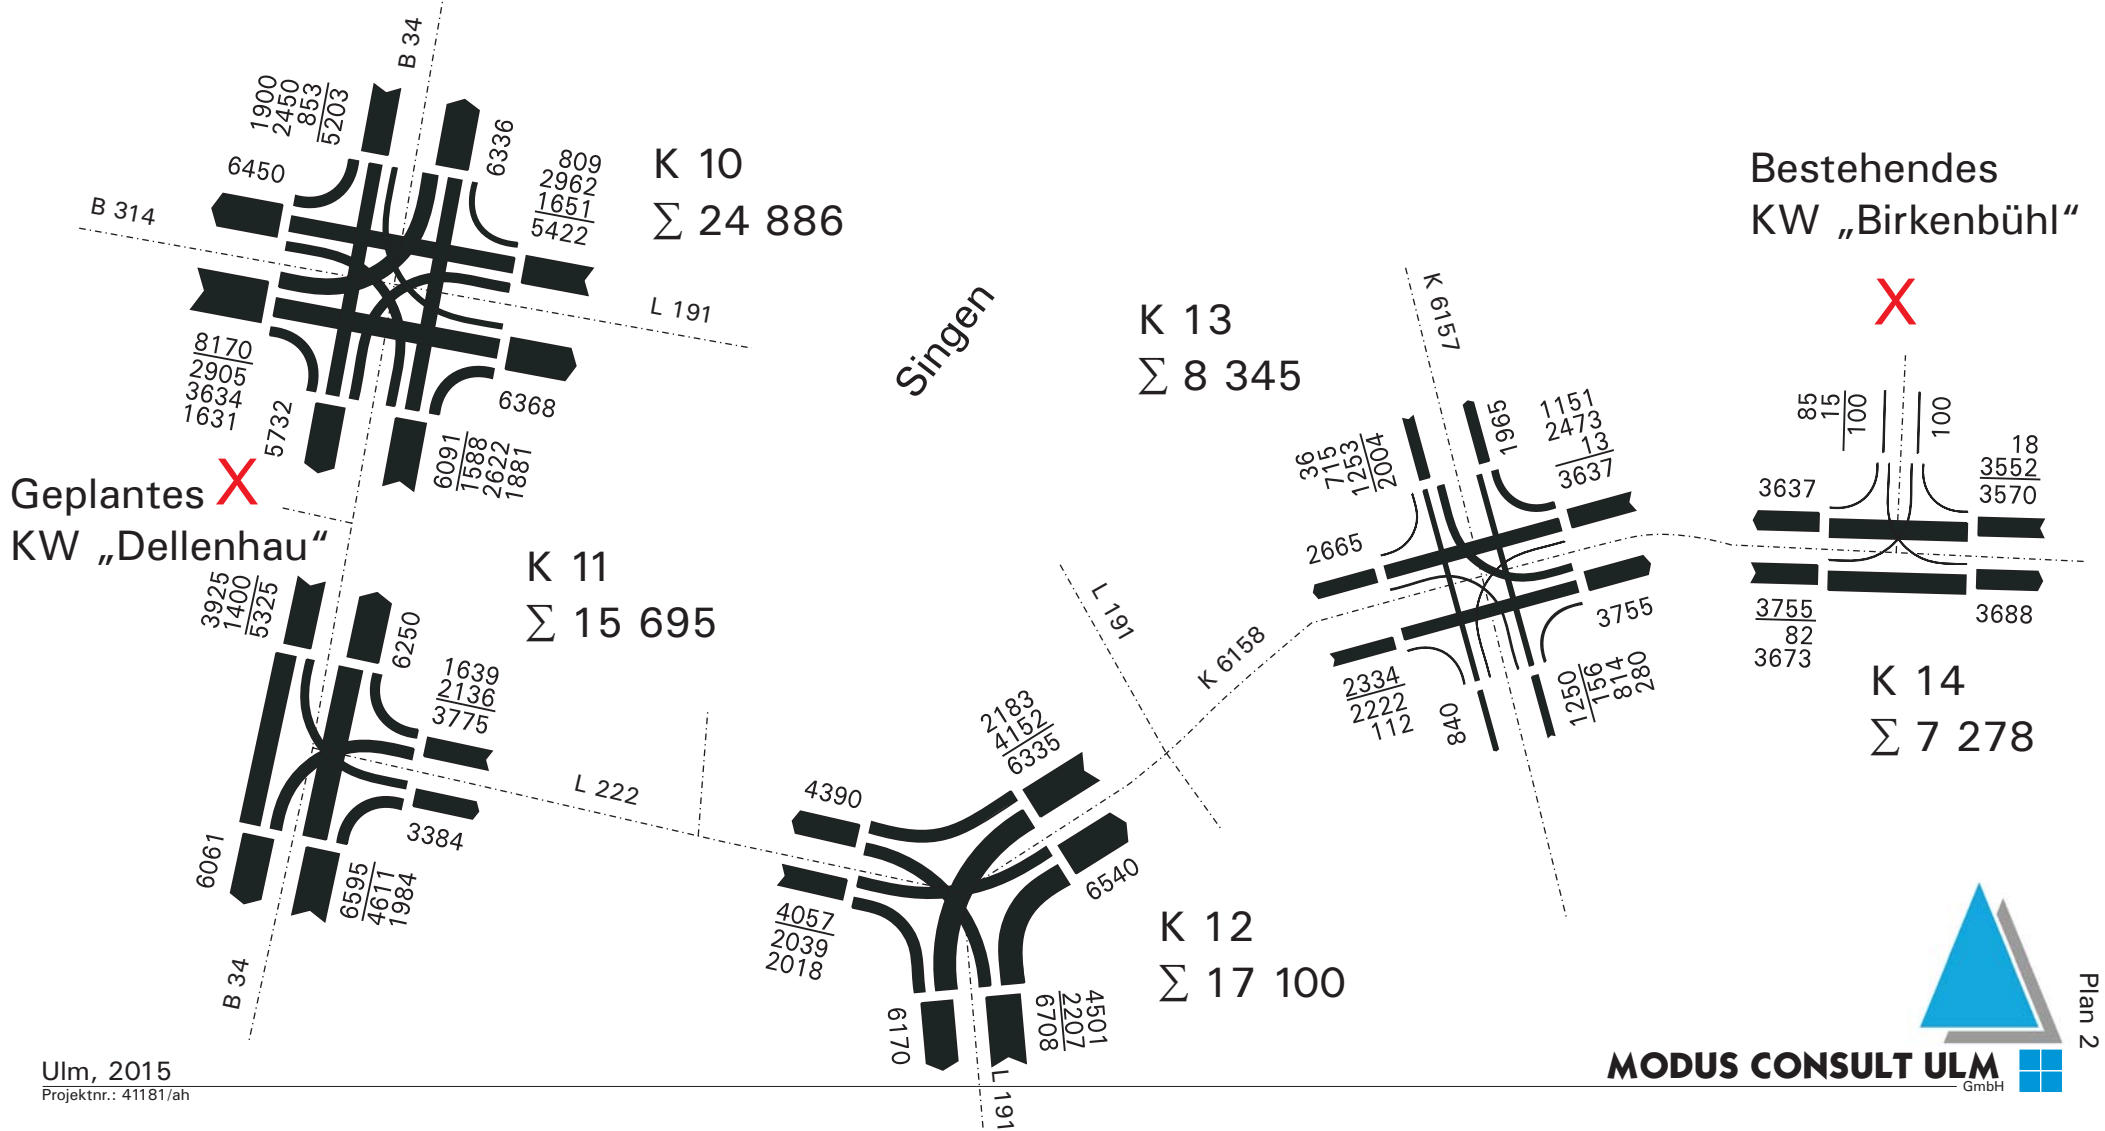 B 34
1900
2450
853
5203
6336
6450
809
2962
1651
5422
K 10
∑ 24 886
B 314
L 191
8170
2905
3634
1631
5732
6368
6091
1588
2622
1881
Geplantes X
KW „Dellenhau“
Singen
Bestehendes
KW „Birkenbühl“
X
K 13
∑ 8 345
K 6157
36
715
1253
2004
1965
1151
2473
13
3637
2665
3755
2334
2222
112
840
1250
156
814
280
85
15
100
100
18
3552
3570
3637
3755
82
3673
3688
K 14
∑ 7 278
K 11
∑ 15 695
3925
1400
5325
6250
1639
2136
3775
3384
6061
6595
4611
1984
B 34
L 222
L 191
K 6158
2183
4152
6335
4390
4057
2039
2018
6540
6170
4501
2207
6708
K 12
∑ 17 100
L 191
Plan 2
MODUS CONSULT ULM
GmbH
Ulm, 2015
Projektnr.: 41181/ah